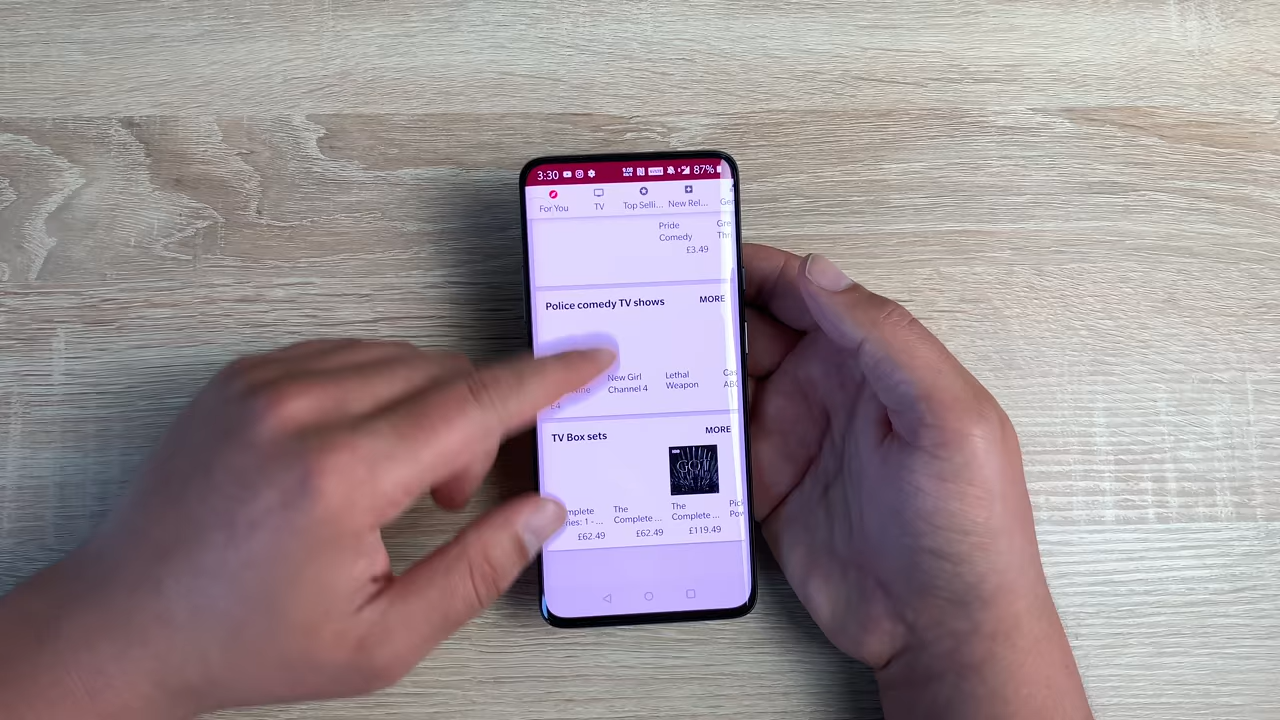 3:30 87%
For You TV Top Selli... New Rel...
Pride
Comedy
£3.49
Police comedy TV shows MORE
New Girl
Channel 4
Lethal
Weapon
£4
TV Box sets MORE
GOT
The
Complete ...
£62.49
£62.49
The
Complete ...
£119.49